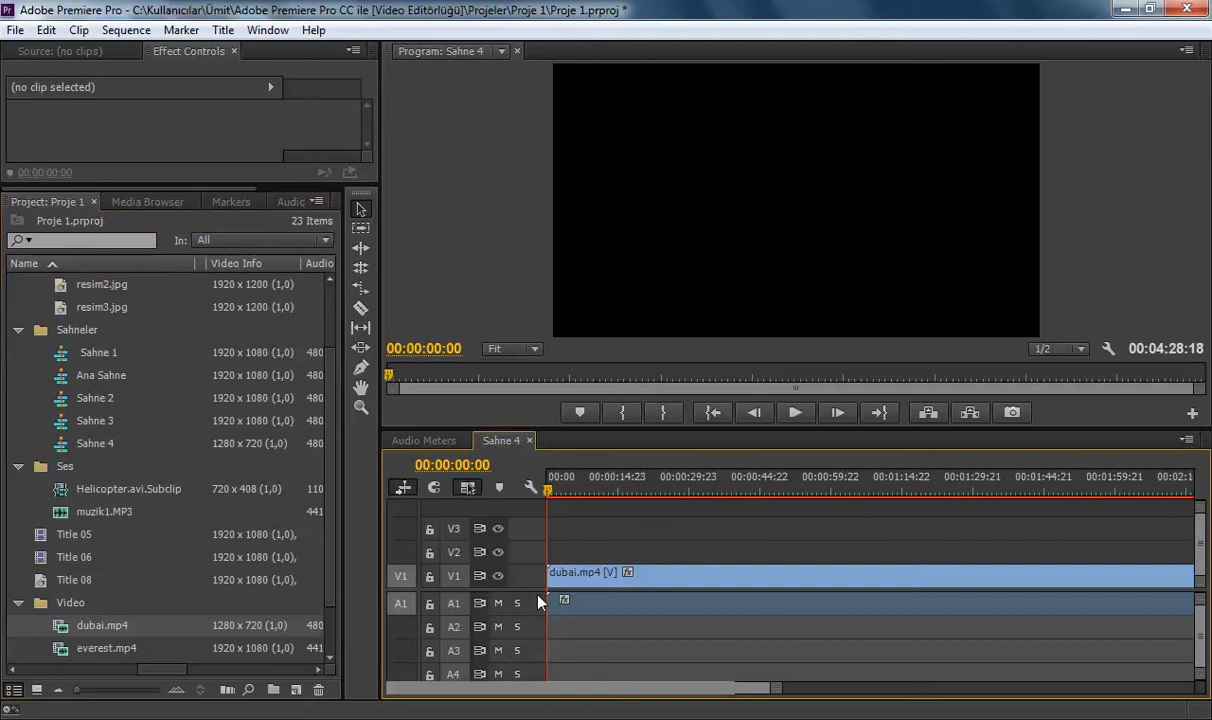 Adobe Premiere Pro - C:\Kullanıcılar\Ümit\Adobe Premiere Pro CC ile [Video Editörlüğü]\Projeler\Proje 1\Proje 1.prproj *
File Edit Clip Sequence Marker Title Window Help
Source: (no clips) Effect Controls
(no clip selected)
00:00:00:00
Project: Proje 1 Media Browser Markers Audio
Proje 1.prproj 23 Items
In: All
Name Video Info Audio
resim2.jpg 1920 x 1200 (1,0)
resim3.jpg 1920 x 1200 (1,0)
Sahneler
Sahne 1 1920 x 1080 (1,0) 480
Ana Sahne 1920 x 1080 (1,0) 480
Sahne 2 1920 x 1080 (1,0) 480
Sahne 3 1920 x 1080 (1,0) 480
Sahne 4 1280 x 720 (1,0) 480
Ses
Helicopter.avi.Subclip 720 x 408 (1,0) 110
muzik1.MP3 441
Title 05 1920 x 1080 (1,0),
Title 06 1920 x 1080 (1,0),
Title 08 1920 x 1080 (1,0),
Video
dubai.mp4 1280 x 720 (1,0) 480
everest.mp4 1920 x 1080 (1,0) 441
Program: Sahne 4
00:00:00:00 Fit 1/2 00:04:28:18
Audio Meters Sahne 4
00:00:00:00
00:00 00:00:14:23 00:00:29:23 00:00:44:22 00:00:59:22 00:01:14:22 00:01:29:22 00:01:44:21 00:01:59:21 00:02:1
V3
V2
V1 V1 dubai.mp4 [V] fx
A1 A1 M S fx
A2 M S
A3 M S
A4 M S